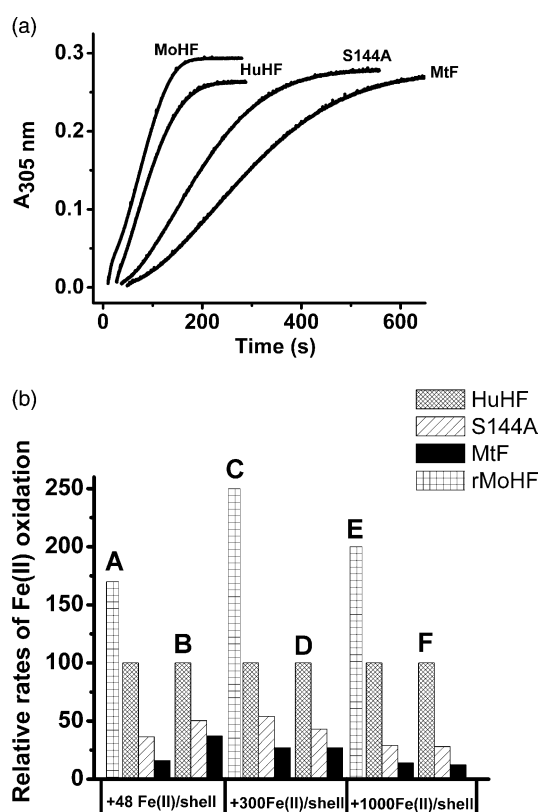 (a)
0.3
0.2
0.1
0.0
A305 nm
MoHF
HuHF
S144A
MtF
0
200
400
600
Time (s)
(b)
HuHF
S144A
MtF
rMoHF
250
200
150
100
50
0
Relative rates of Fe(II) oxidation
A
B
C
D
E
F
+48 Fe(II)/shell
+300Fe(II)/shell
+1000Fe(II)/shell